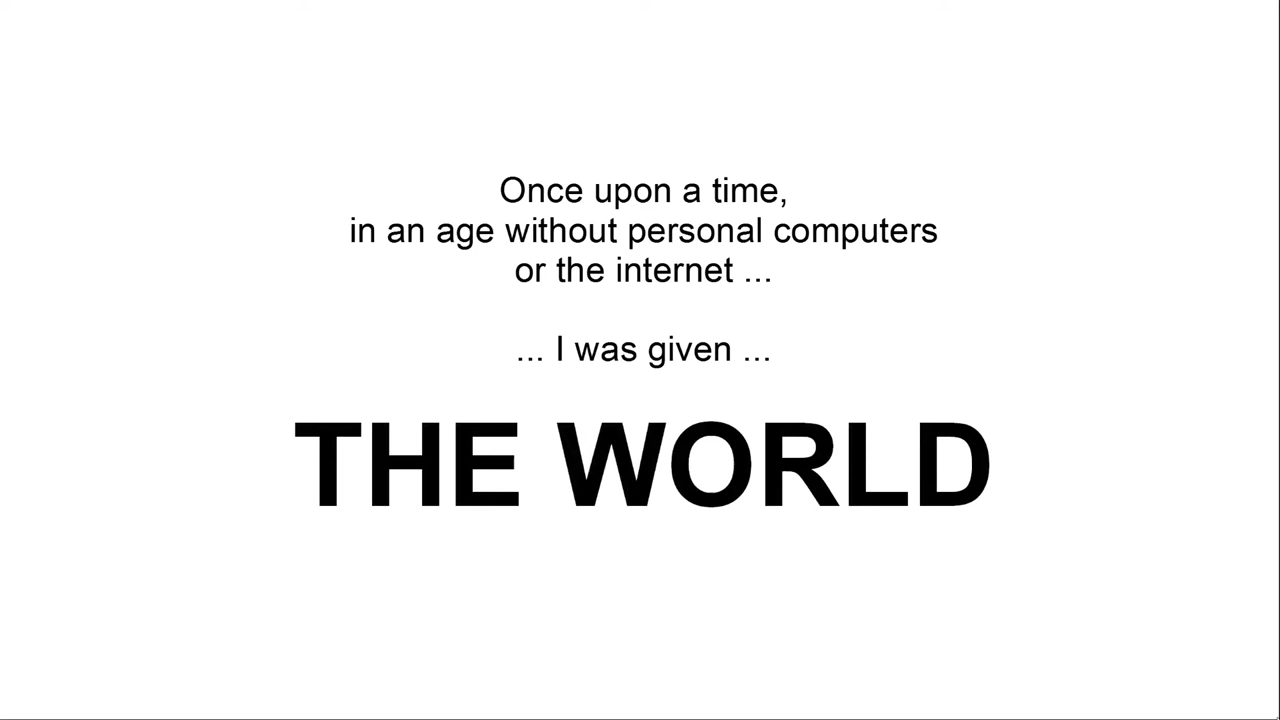 Once upon a time,
in an age without personal computers
or the internet ...
... I was given ...
THE WORLD